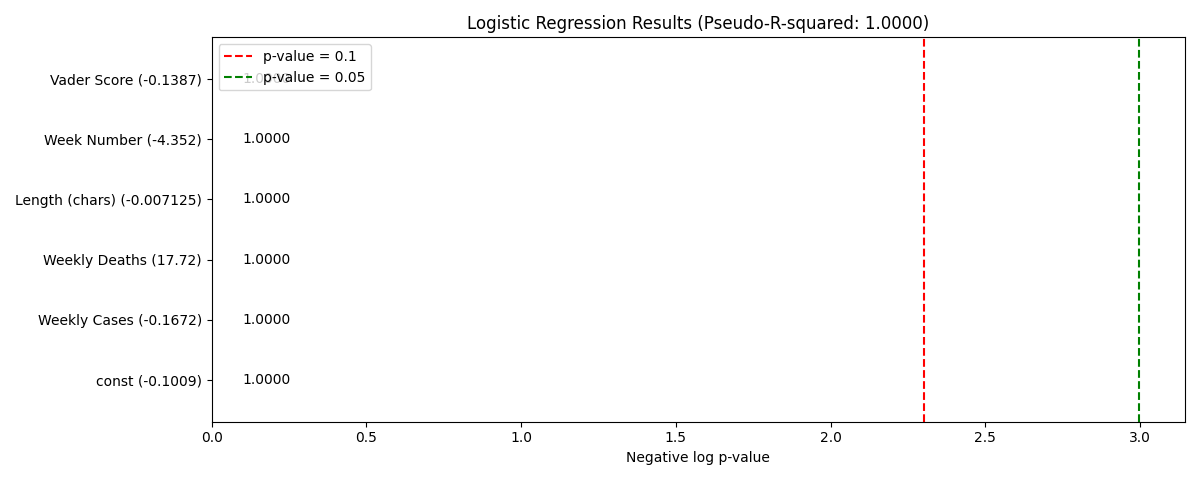 Logistic Regression Results (Pseudo-R-squared: 1.0000)
p-value = 0.1
p-value = 0.05
Vader Score (-0.1387) 1.0000
Week Number (-4.352) 1.0000
Length (chars) (-0.007125) 1.0000
Weekly Deaths (17.72) 1.0000
Weekly Cases (-0.1672) 1.0000
const (-0.1009) 1.0000
0.0 0.5 1.0 1.5 2.0 2.5 3.0
Negative log p-value